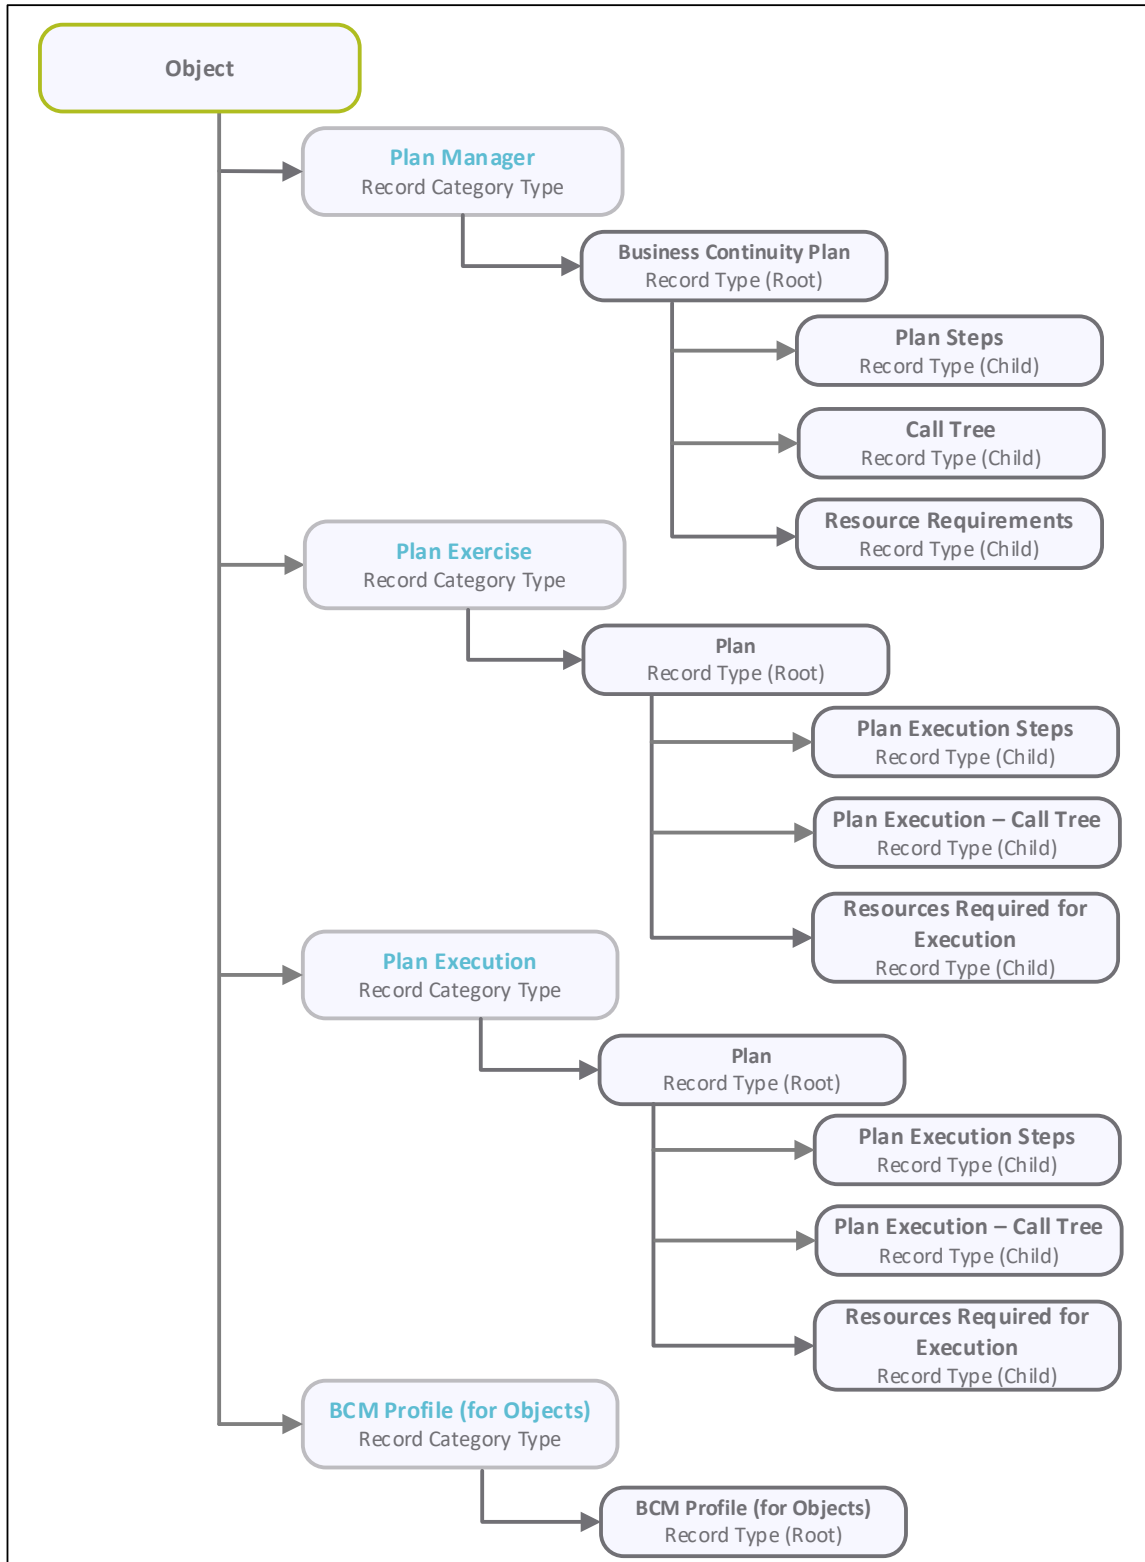 Object
Plan Manager
Record Category Type
Business Continuity Plan
Record Type (Root)
Plan Steps
Record Type (Child)
Call Tree
Record Type (Child)
Resource Requirements
Record Type (Child)
Plan Exercise
Record Category Type
Plan
Record Type (Root)
Plan Execution Steps
Record Type (Child)
Plan Execution – Call Tree
Record Type (Child)
Resources Required for
Execution
Record Type (Child)
Plan Execution
Record Category Type
Plan
Record Type (Root)
Plan Execution Steps
Record Type (Child)
Plan Execution – Call Tree
Record Type (Child)
Resources Required for
Execution
Record Type (Child)
BCM Profile (for Objects)
Record Category Type
BCM Profile (for Objects)
Record Type (Root)